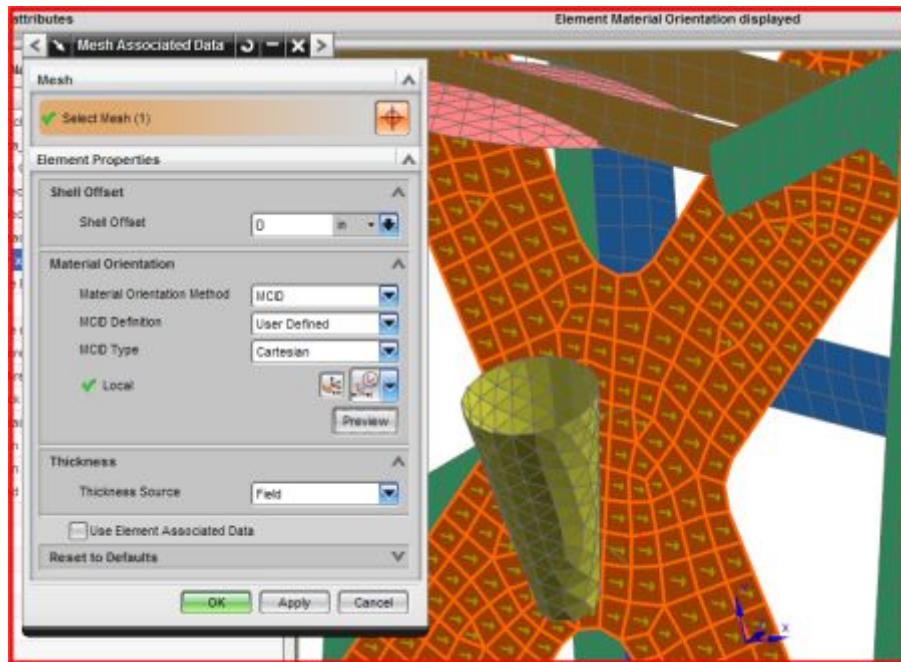 attributes
Element Material Orientation displayed
Mesh Associated Data
Mesh
Select Mesh (1)
Element Properties
Shell Offset
Shell Offset 0 in
Material Orientation
Material Orientation Method MCID
MCID Definition User Defined
MCID Type Cartesian
Local
Preview
Thickness
Thickness Source Field
Use Element Associated Data
Reset to Defaults
OK Apply Cancel
X